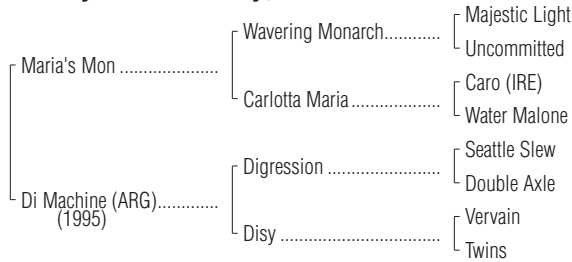 Majestic Light
Wavering Monarch............
Uncommitted
Maria's Mon .....................
Caro (IRE)
Carlotta Maria ...................
Water Malone
Seattle Slew
Digression ........................
Double Axle
Di Machine (ARG).............
(1995)
Vervain
Disy ..................................
Twins